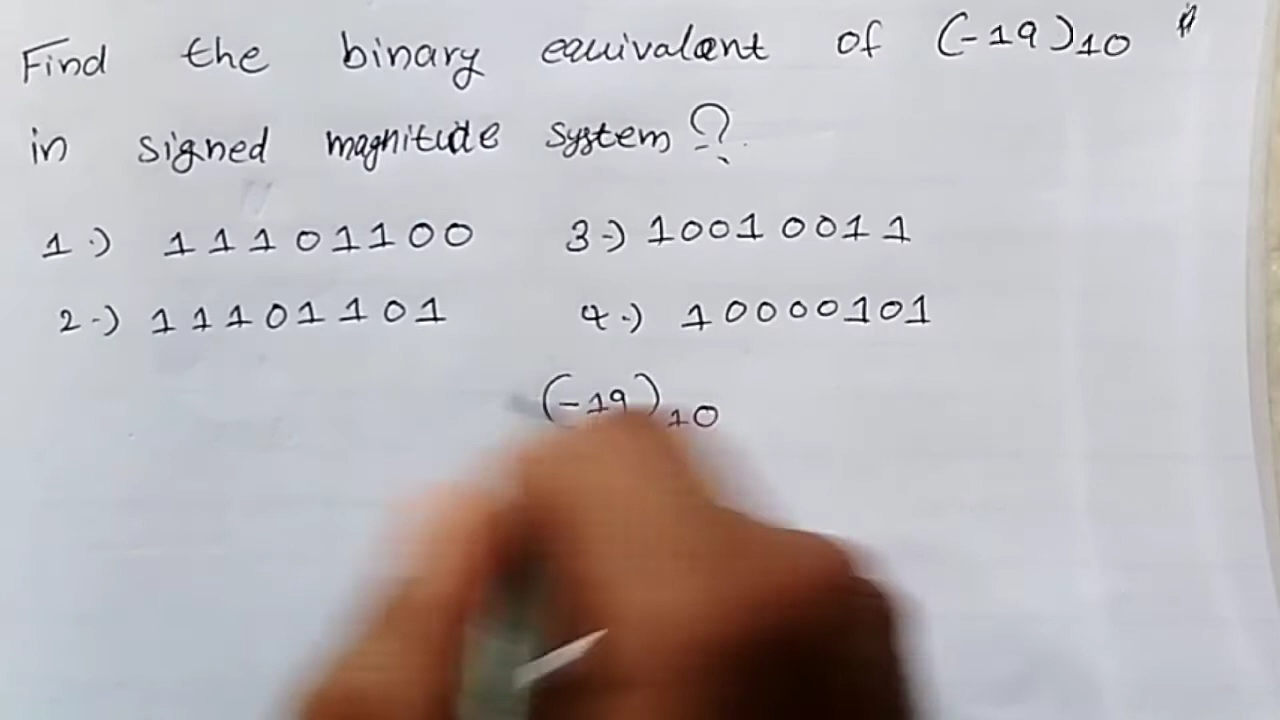 Find the binary equivalent of (-19)10
in signed magnitude system ?
1.) 11101100 3.) 10010011
2.) 11101101 4.) 10000101
(-19)10